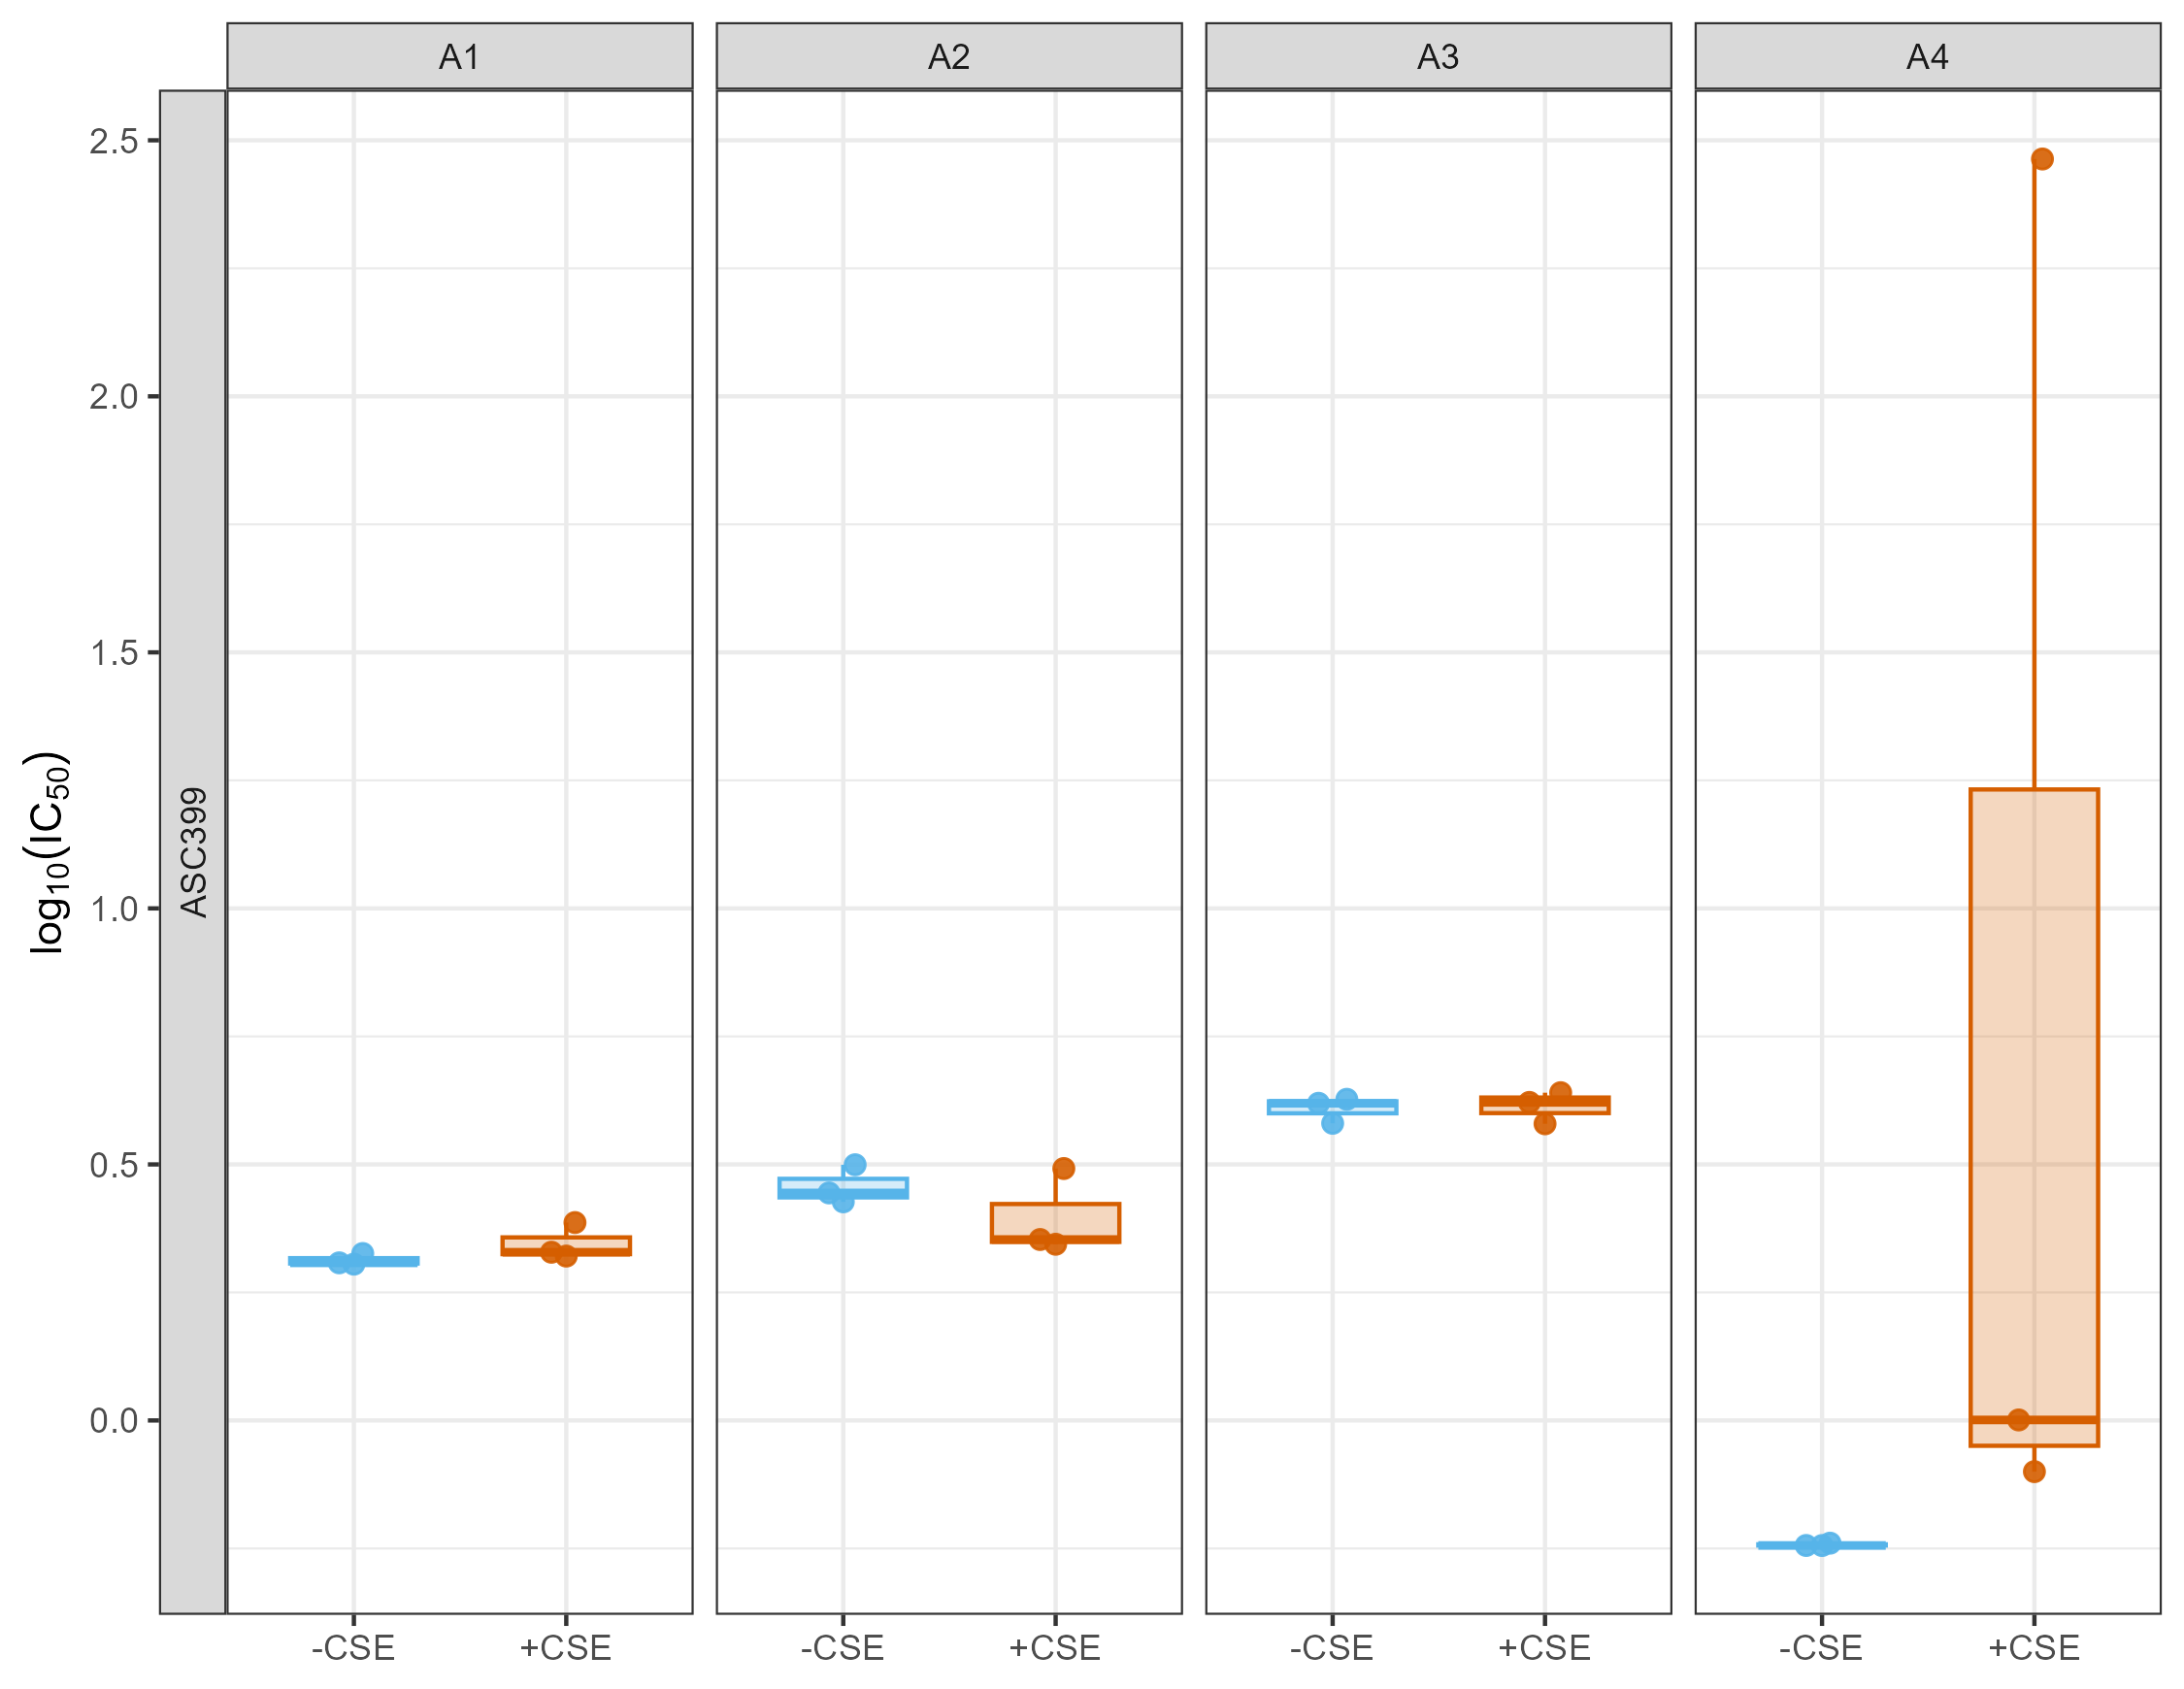 A1 A2 A3 A4
2.5
2.0
1.5
1.0
0.5
0.0
log₁₀(IC₅₀)
ASC399
-CSE +CSE -CSE +CSE -CSE +CSE -CSE +CSE